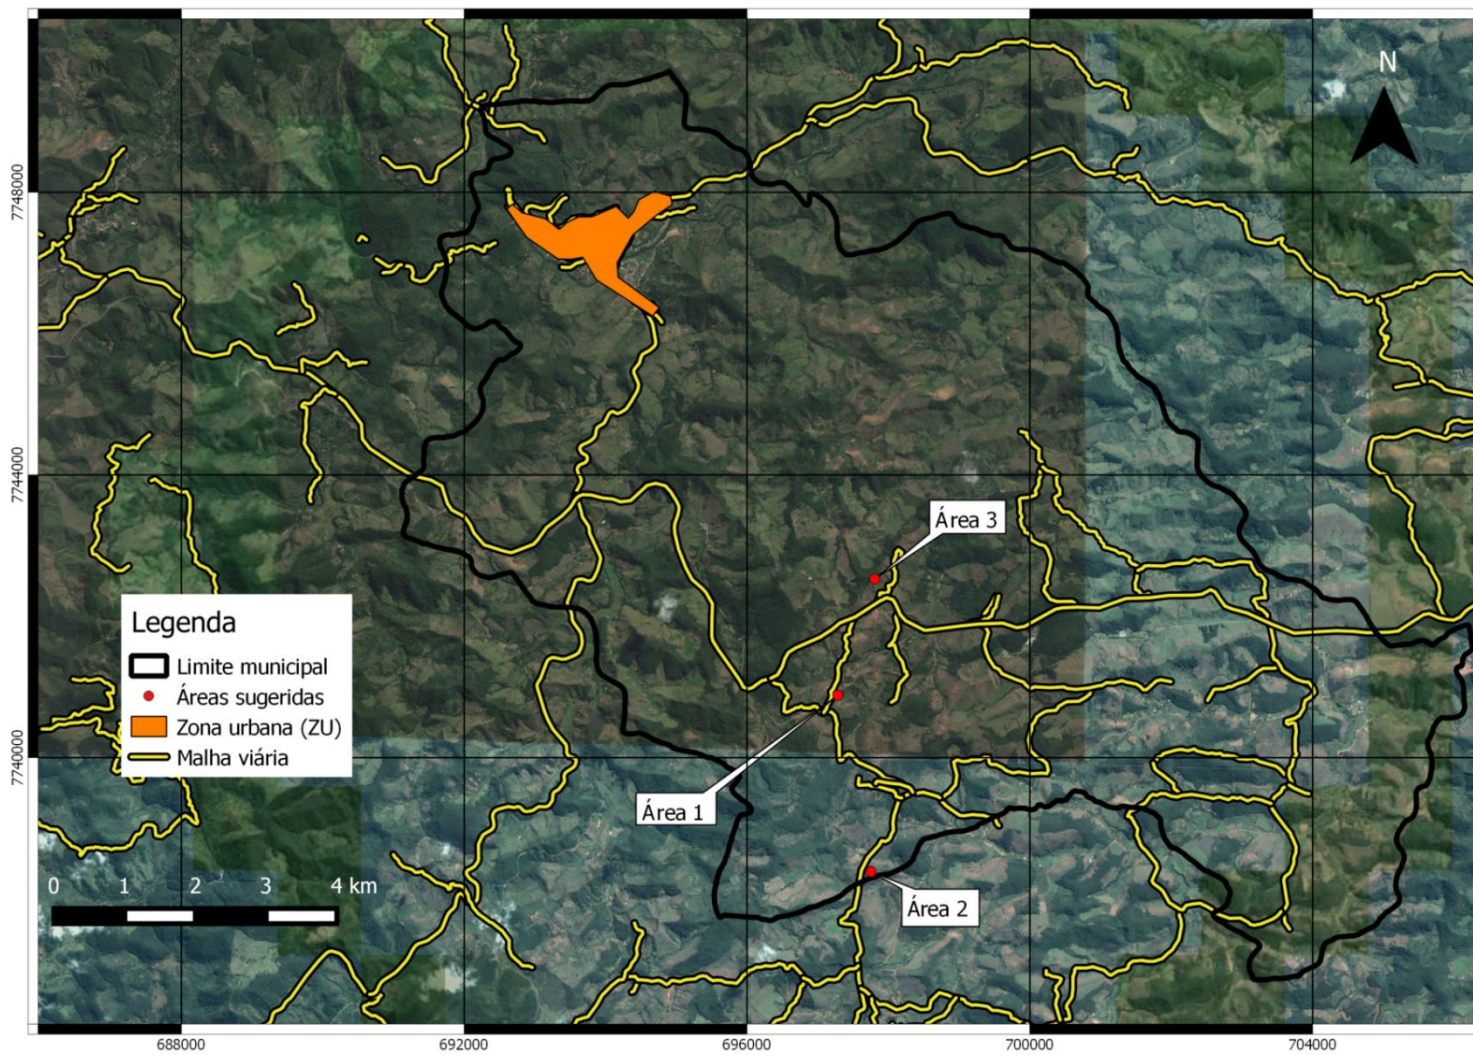 N
7748000
7744000
7740000
Área 3
Legenda
Limite municipal
Áreas sugeridas
Zona urbana (ZU)
Malha viária
Área 1
Área 2
0 1 2 3 4 km
688000 692000 696000 700000 704000